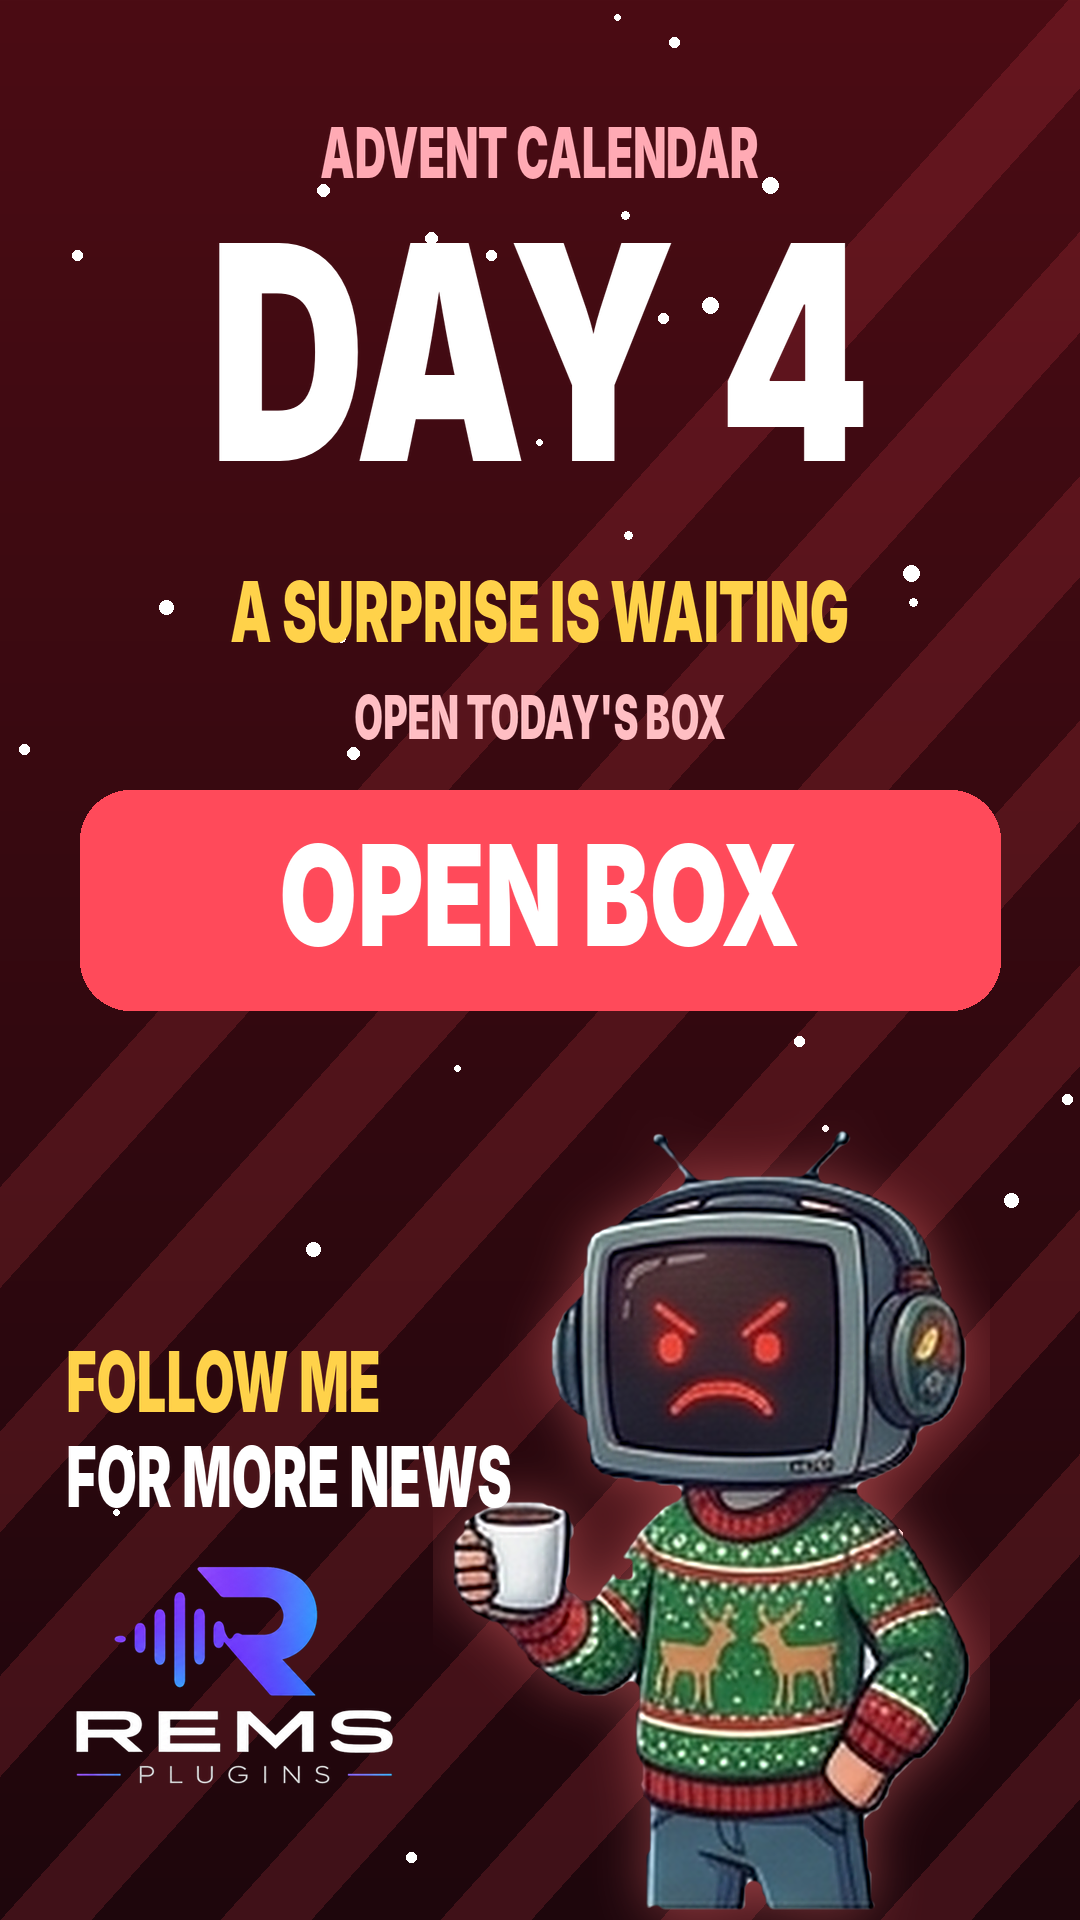 ADVENT CALENDAR
DAY 4
A SURPRISE IS WAITING
OPEN TODAY'S BOX
OPEN BOX
FOLLOW ME
FOR MORE NEWS
REMS
PLUGINS